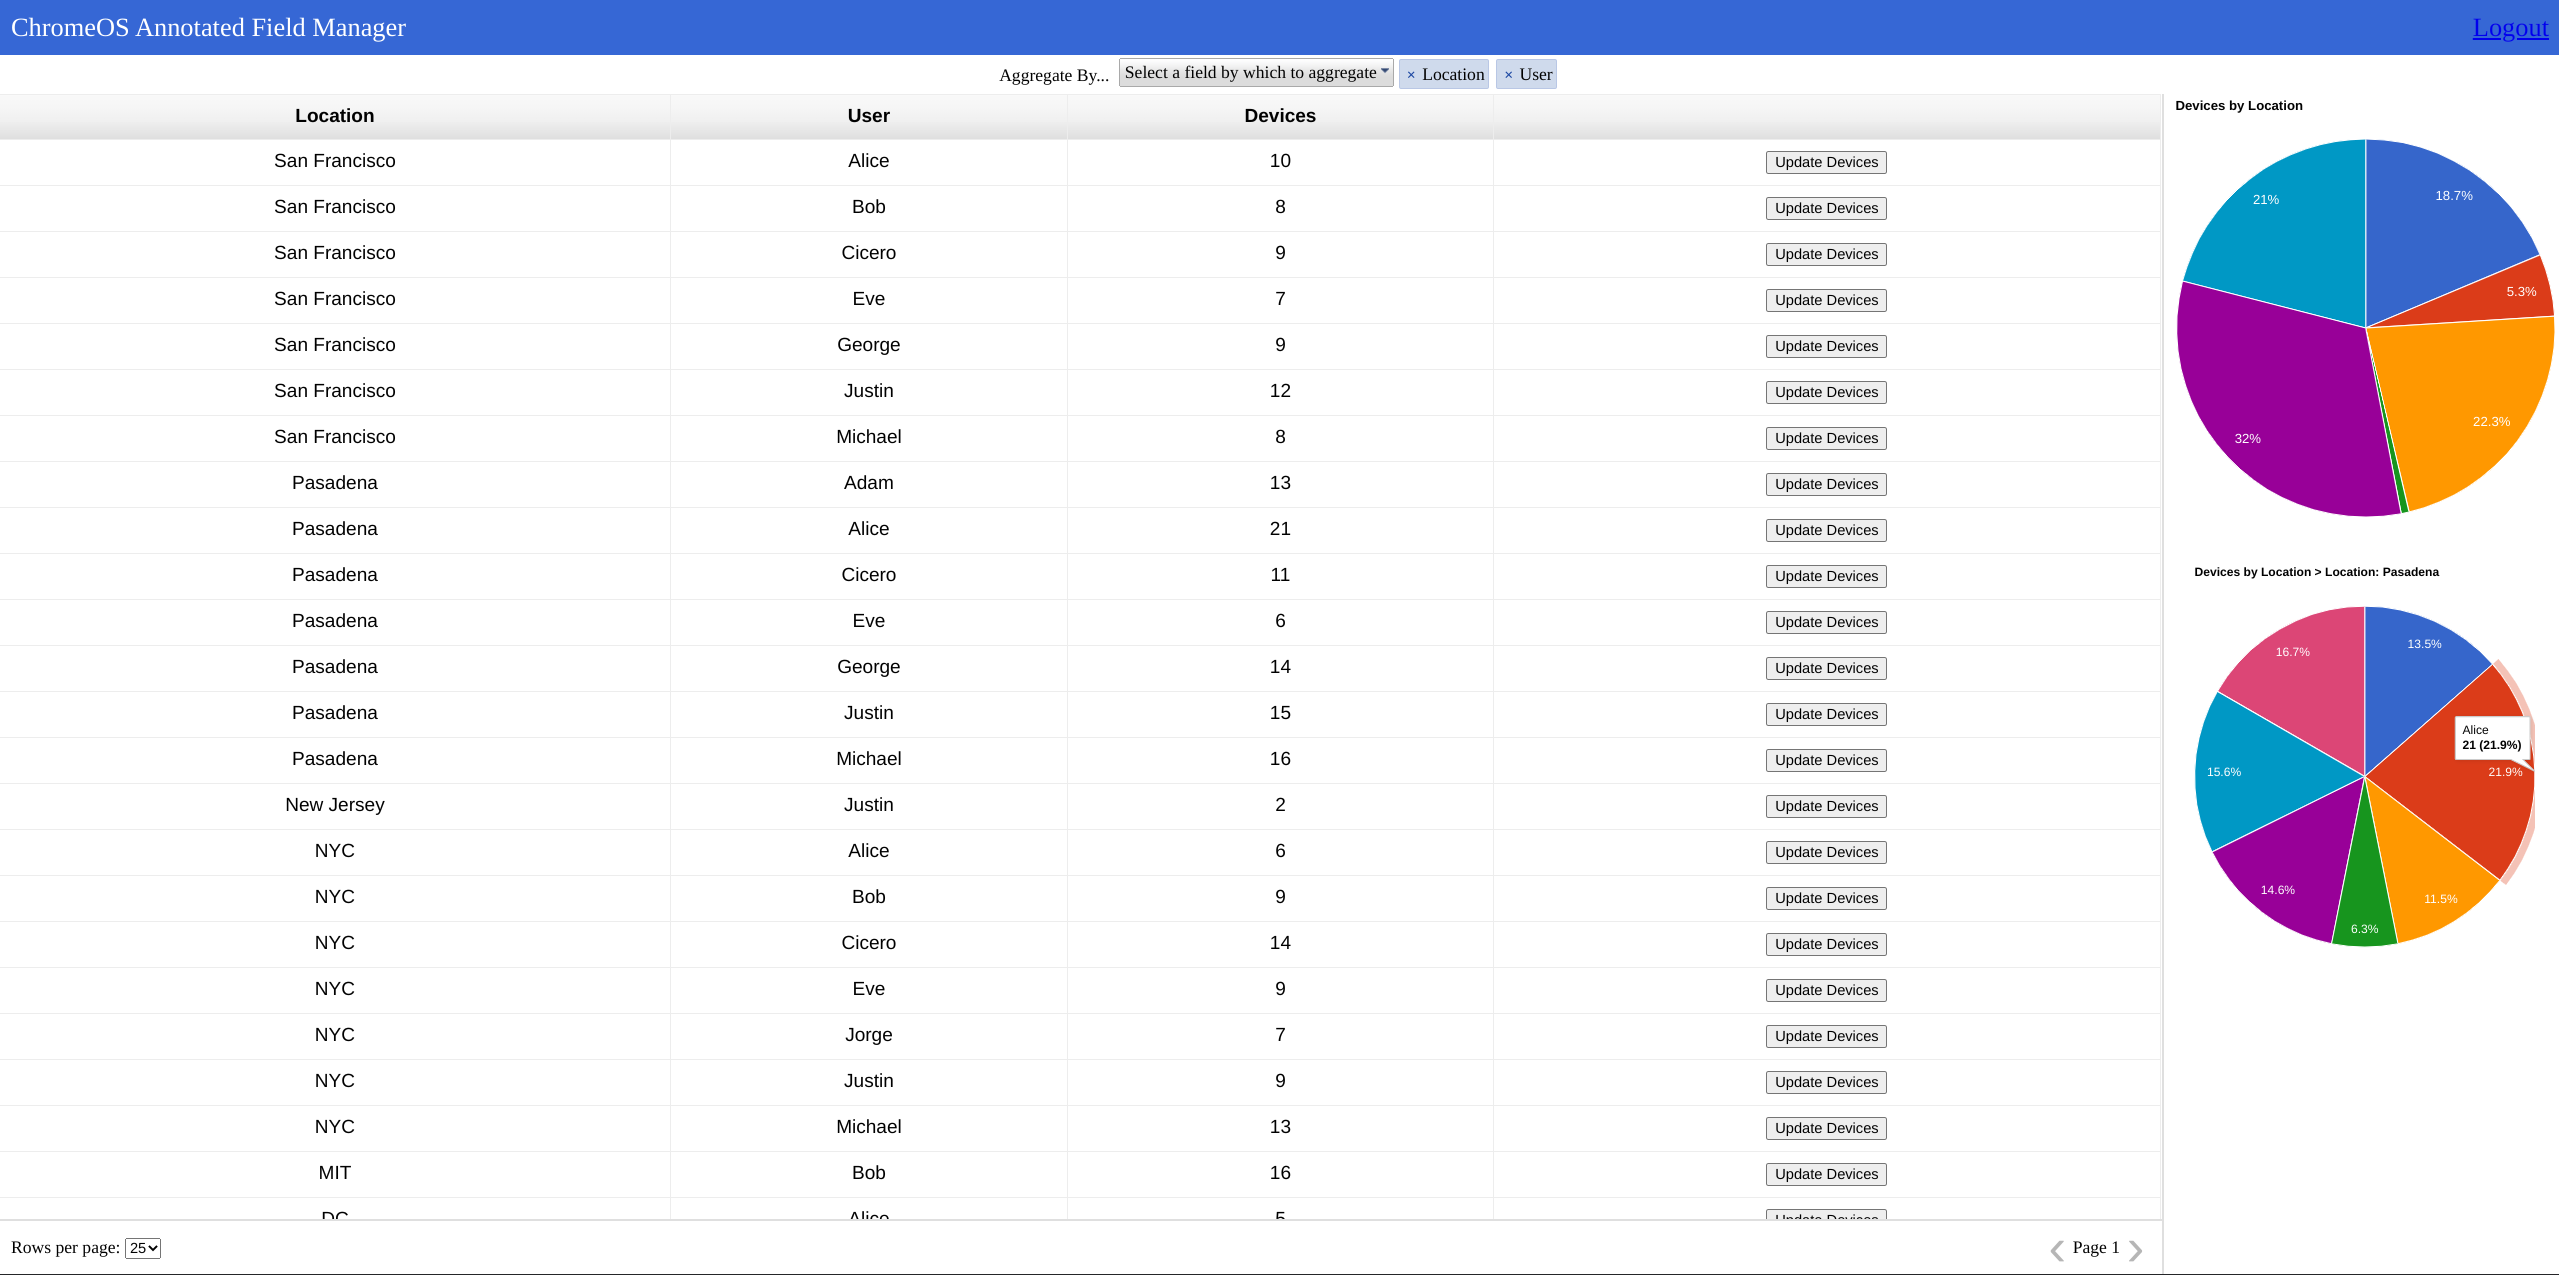 ChromeOS Annotated Field Manager
Logout
Aggregate By... Select a field by which to aggregate × Location × User
Location User Devices
San Francisco Alice 10 Update Devices
San Francisco Bob 8 Update Devices
San Francisco Cicero 9 Update Devices
San Francisco Eve 7 Update Devices
San Francisco George 9 Update Devices
San Francisco Justin 12 Update Devices
San Francisco Michael 8 Update Devices
Pasadena Adam 13 Update Devices
Pasadena Alice 21 Update Devices
Pasadena Cicero 11 Update Devices
Pasadena Eve 6 Update Devices
Pasadena George 14 Update Devices
Pasadena Justin 15 Update Devices
Pasadena Michael 16 Update Devices
New Jersey Justin 2 Update Devices
NYC Alice 6 Update Devices
NYC Bob 9 Update Devices
NYC Cicero 14 Update Devices
NYC Eve 9 Update Devices
NYC Jorge 7 Update Devices
NYC Justin 9 Update Devices
NYC Michael 13 Update Devices
MIT Bob 16 Update Devices
DC Alice 5 Update Devices
Rows per page: 25
‹ Page 1 ›
Devices by Location
21%
18.7%
5.3%
22.3%
32%
Devices by Location > Location: Pasadena
13.5%
16.7%
Alice
21 (21.9%)
21.9%
15.6%
14.6%
11.5%
6.3%